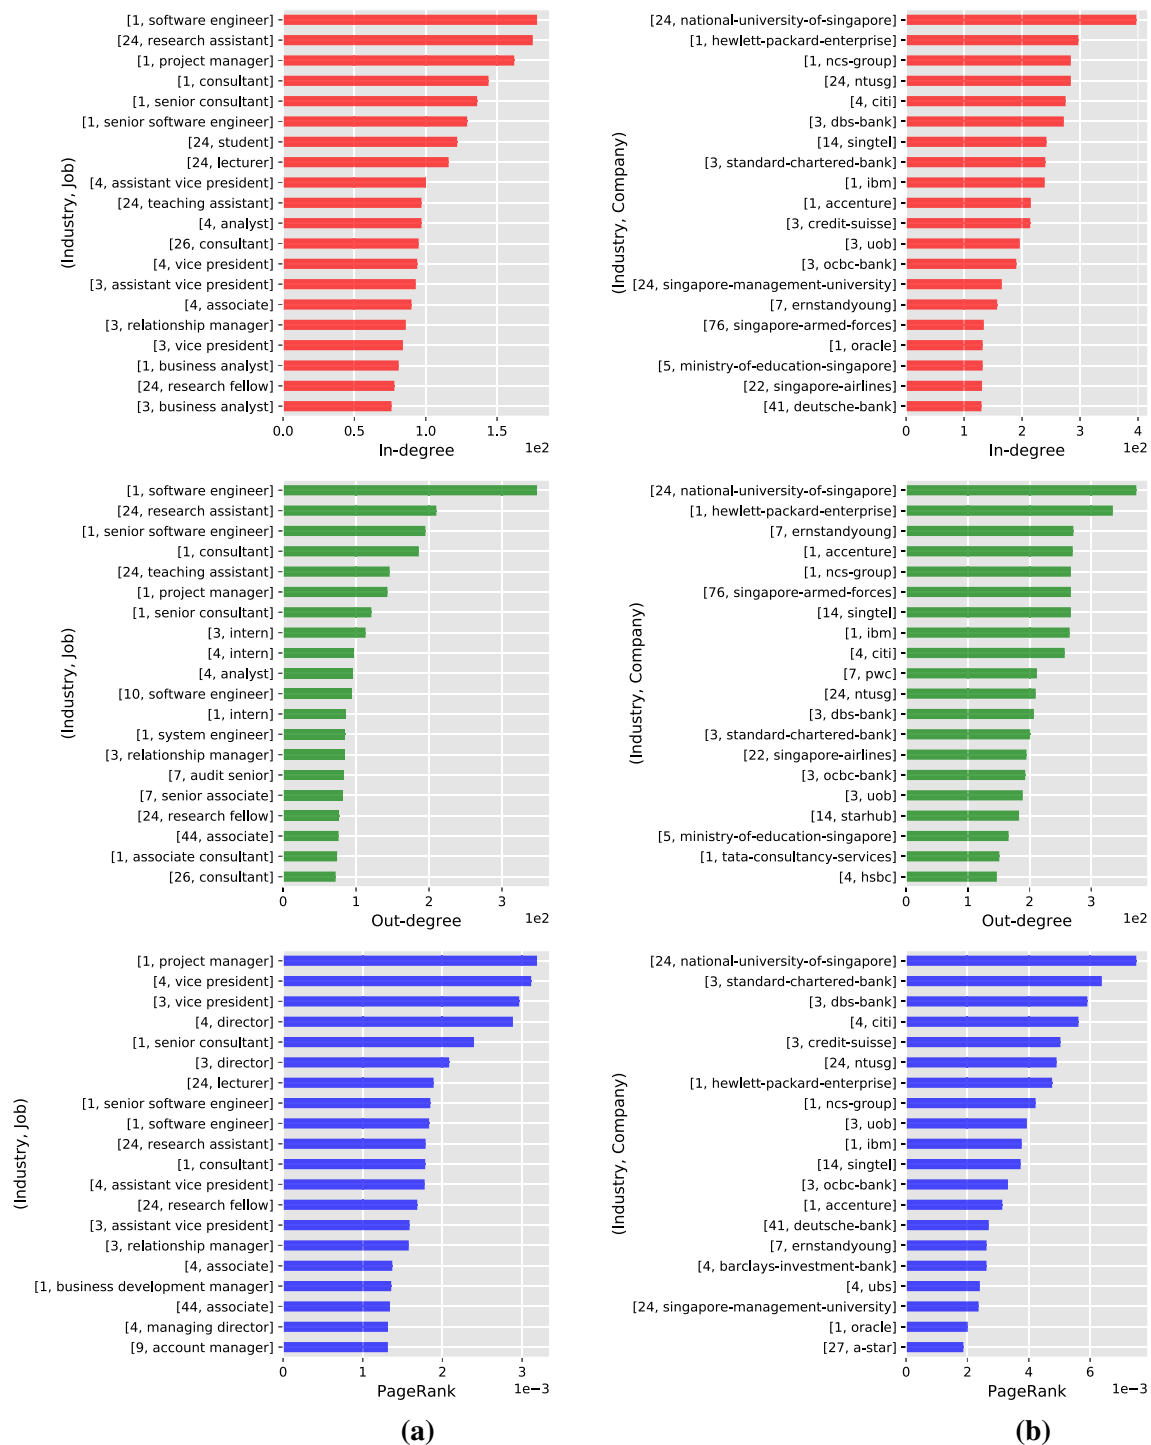 [1, software engineer]
[24, research assistant]
[1, project manager]
[1, consultant]
[1, senior consultant]
[1, senior software engineer]
[24, student]
[24, lecturer]
[4, assistant vice president]
[24, teaching assistant]
[4, analyst]
[26, consultant]
[4, vice president]
[3, assistant vice president]
[4, associate]
[3, relationship manager]
[3, vice president]
[1, business analyst]
[24, research fellow]
[3, business analyst]
(Industry, Job)
0.0 0.5 1.0 1.5
In-degree
1e2
[24, national-university-of-singapore]
[1, hewlett-packard-enterprise]
[1, ncs-group]
[24, ntusg]
[4, citi]
[3, dbs-bank]
[14, singtel]
[3, standard-chartered-bank]
[1, ibm]
[1, accenture]
[3, credit-suisse]
[3, uob]
[3, ocbc-bank]
[24, singapore-management-university]
[7, ernstandyoung]
[76, singapore-armed-forces]
[1, oracle]
[5, ministry-of-education-singapore]
[22, singapore-airlines]
[41, deutsche-bank]
(Industry, Company)
0 1 2 3 4
In-degree
1e2
[1, software engineer]
[24, research assistant]
[1, senior software engineer]
[1, consultant]
[24, teaching assistant]
[1, project manager]
[1, senior consultant]
[3, intern]
[4, intern]
[4, analyst]
[10, software engineer]
[1, intern]
[1, system engineer]
[3, relationship manager]
[7, audit senior]
[7, senior associate]
[24, research fellow]
[44, associate]
[1, associate consultant]
[26, consultant]
(Industry, Job)
0 1 2 3
Out-degree
1e2
[24, national-university-of-singapore]
[1, hewlett-packard-enterprise]
[7, ernstandyoung]
[1, accenture]
[1, ncs-group]
[76, singapore-armed-forces]
[14, singtel]
[1, ibm]
[4, citi]
[7, pwc]
[24, ntusg]
[3, dbs-bank]
[3, standard-chartered-bank]
[22, singapore-airlines]
[3, ocbc-bank]
[3, uob]
[14, starhub]
[5, ministry-of-education-singapore]
[1, tata-consultancy-services]
[4, hsbc]
(Industry, Company)
0 1 2 3
Out-degree
1e2
[1, project manager]
[4, vice president]
[3, vice president]
[4, director]
[1, senior consultant]
[3, director]
[24, lecturer]
[1, senior software engineer]
[1, software engineer]
[24, research assistant]
[1, consultant]
[4, assistant vice president]
[24, research fellow]
[3, assistant vice president]
[3, relationship manager]
[4, associate]
[1, business development manager]
[44, associate]
[4, managing director]
[9, account manager]
(Industry, Job)
0 1 2 3
PageRank
1e−3
[24, national-university-of-singapore]
[3, standard-chartered-bank]
[3, dbs-bank]
[4, citi]
[3, credit-suisse]
[24, ntusg]
[1, hewlett-packard-enterprise]
[1, ncs-group]
[3, uob]
[1, ibm]
[14, singtel]
[3, ocbc-bank]
[1, accenture]
[41, deutsche-bank]
[7, ernstandyoung]
[4, barclays-investment-bank]
[4, ubs]
[24, singapore-management-university]
[1, oracle]
[27, a-star]
(Industry, Company)
0 2 4 6
PageRank
1e−3
(a)
(b)